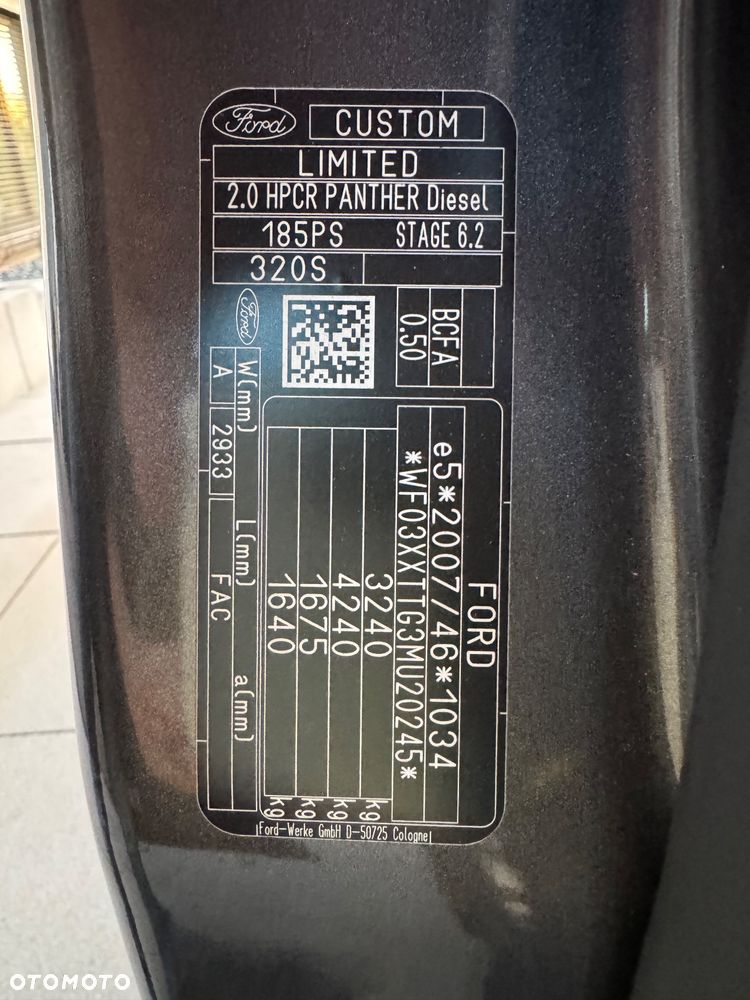 Ford
CUSTOM
LIMITED
2.0 HPCR PANTHER Diesel
185PS STAGE 6.2
320S
Ford
BCFA
0.50
FORD
e5*2007/46*1034
*WF03XXTTG3MU20245*
3240 kg
4240 kg
1675 kg
1640 kg
W(mm) L(mm) a(mm)
A 2933 FAC
Ford-Werke GmbH D-50725 Cologne
OTOMOTO